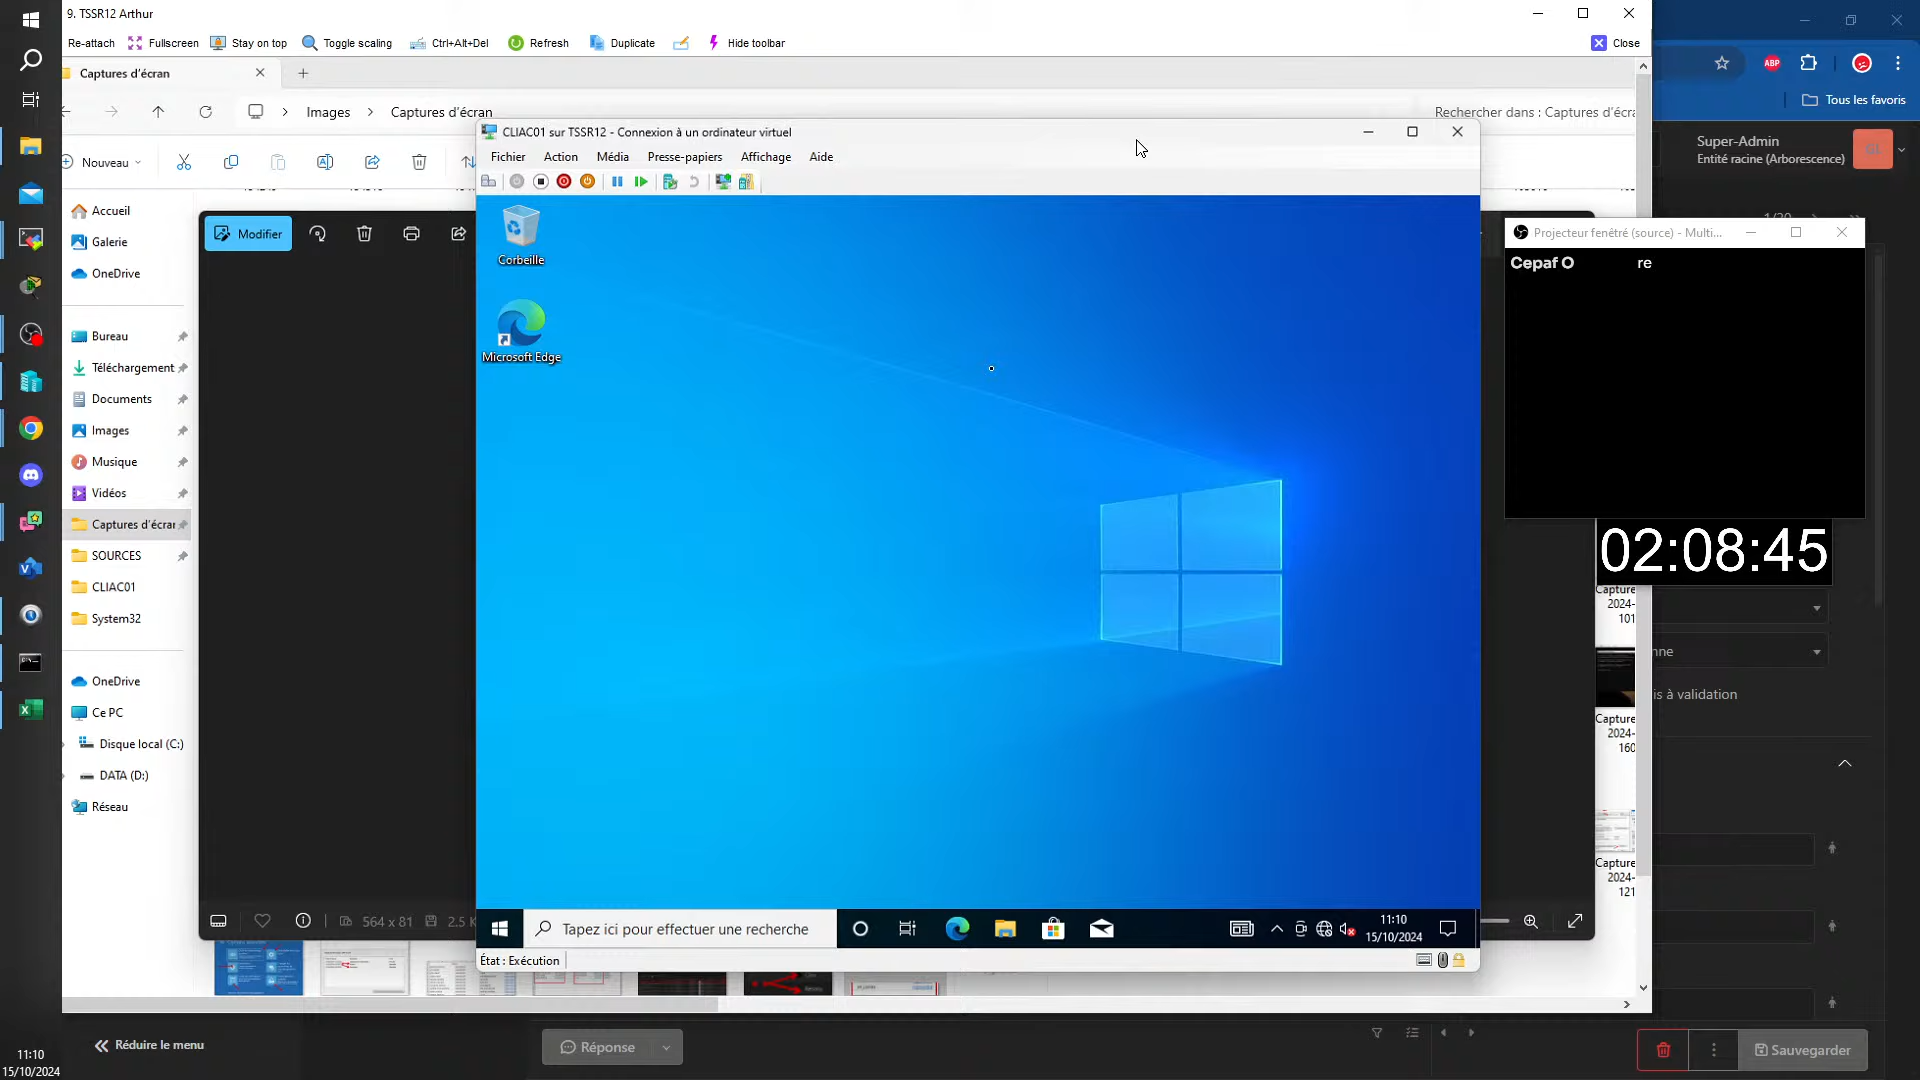 9. TSSR12 Arthur
Re-attach Fullscreen Stay on top Toggle scaling Ctrl+Alt+Del Refresh Duplicate Hide toolbar Close
Captures d'écran
Images > Captures d'écran
Rechercher dans : Captures d'écra
Tous les favoris
Nouveau
Super-Admin
Entité racine (Arborescence)
CLIAC01 sur TSSR12 - Connexion à un ordinateur virtuel
Fichier Action Média Presse-papiers Affichage Aide
Accueil
Galerie
OneDrive
Bureau
Téléchargement
Documents
Images
Musique
Vidéos
Captures d'écran
SOURCES
CLIAC01
System32
OneDrive
Ce PC
Disque local (C:)
DATA (D:)
Réseau
Modifier
Corbeille
Microsoft Edge
Projecteur fenêtré (source) - Multi...
Cepaf O re
02:08:45
Capture
2024-
101
nne
is à validation
Capture
2024-
160
Capture
2024-
121
564 x 81 2.5 K
Tapez ici pour effectuer une recherche
11:10
15/10/2024
État : Exécution
Réduire le menu
Réponse
Sauvegarder
11:10
15/10/2024